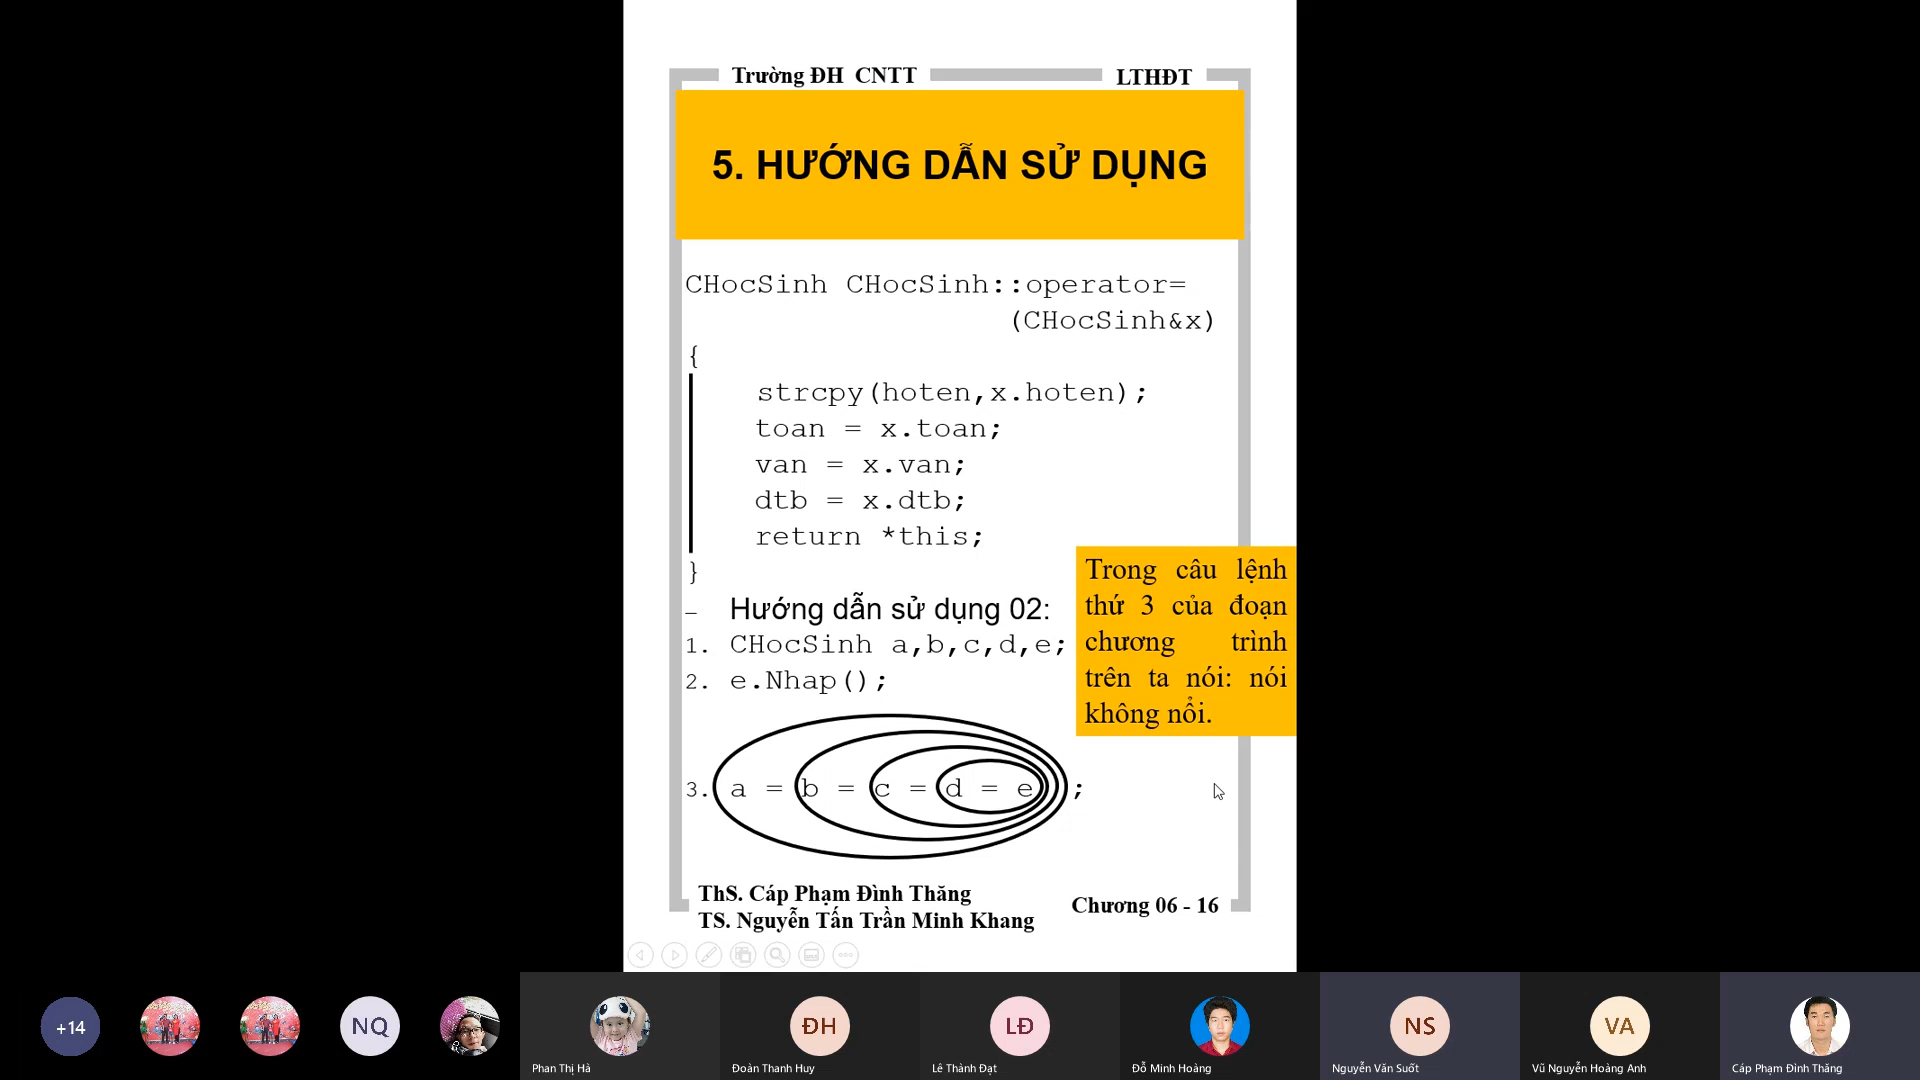 Trường ĐH CNTT
LTHĐT
5. HƯỚNG DẪN SỬ DỤNG
CHocSinh CHocSinh::operator=
(CHocSinh&x)
{
strcpy(hoten,x.hoten);
toan = x.toan;
van = x.van;
dtb = x.dtb;
return *this;
}
– Hướng dẫn sử dụng 02:
1. CHocSinh a,b,c,d,e;
2. e.Nhap();
3. a = b = c = d = e ;
Trong câu lệnh
thứ 3 của đoạn
chương trình
trên ta nói: nói
không nổi.
ThS. Cáp Phạm Đình Thăng
TS. Nguyễn Tấn Trần Minh Khang
Chương 06 - 16
+14
NQ
Phan Thị Hà
ĐH
Đoàn Thanh Huy
LĐ
Lê Thành Đạt
Đỗ Minh Hoàng
NS
Nguyễn Văn Suốt
VA
Vũ Nguyễn Hoàng Anh
Cáp Phạm Đình Thăng